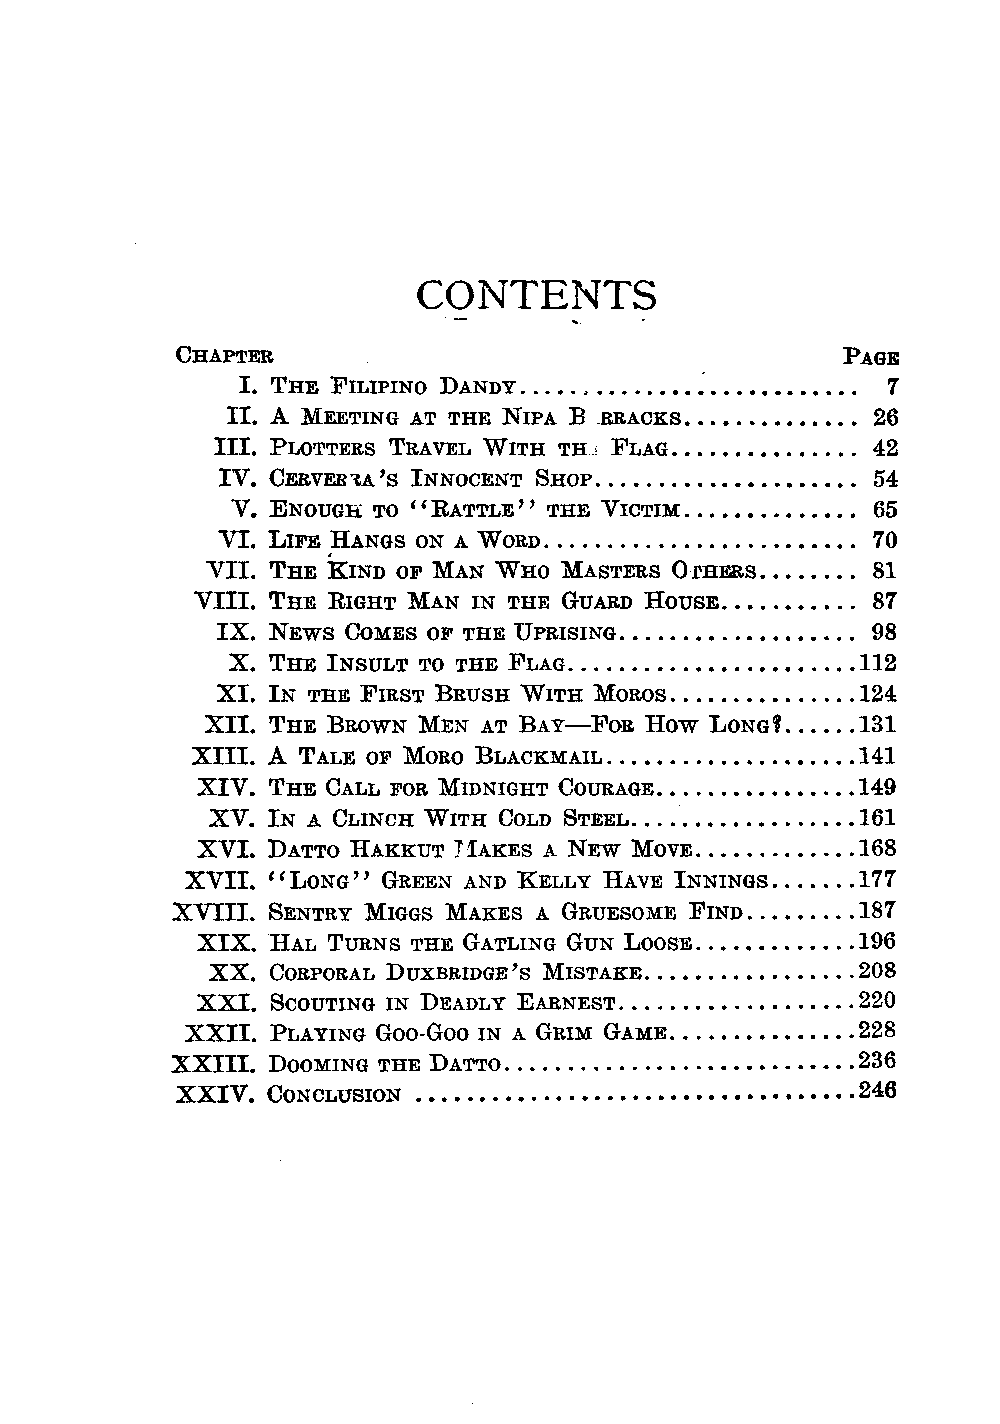 CONTENTS
CHAPTER PAGE
I. THE FILIPINO DANDY........................... 7
II. A MEETING AT THE NIPA BARRACKS.............. 26
III. PLOTTERS TRAVEL WITH THE FLAG............... 42
IV. CERVERRA'S INNOCENT SHOP..................... 54
V. ENOUGH TO "RATTLE" THE VICTIM.............. 65
VI. LIFE HANGS ON A WORD......................... 70
VII. THE KIND OF MAN WHO MASTERS OTHERS........ 81
VIII. THE RIGHT MAN IN THE GUARD HOUSE........... 87
IX. NEWS COMES OF THE UPRISING................... 98
X. THE INSULT TO THE FLAG.......................112
XI. IN THE FIRST BRUSH WITH MOROS...............124
XII. THE BROWN MEN AT BAY—FOR HOW LONG?......131
XIII. A TALE OF MORO BLACKMAIL....................141
XIV. THE CALL FOR MIDNIGHT COURAGE................149
XV. IN A CLINCH WITH COLD STEEL..................161
XVI. DATTO HAKKUT MAKES A NEW MOVE.............168
XVII. "LONG" GREEN AND KELLY HAVE INNINGS.......177
XVIII. SENTRY MIGGS MAKES A GRUESOME FIND.........187
XIX. HAL TURNS THE GATLING GUN LOOSE.............196
XX. CORPORAL DUXBRIDGE'S MISTAKE.................208
XXI. SCOUTING IN DEADLY EARNEST...................220
XXII. PLAYING GOO-GOO IN A GRIM GAME...............228
XXIII. DOOMING THE DATTO............................236
XXIV. CONCLUSION ...................................246